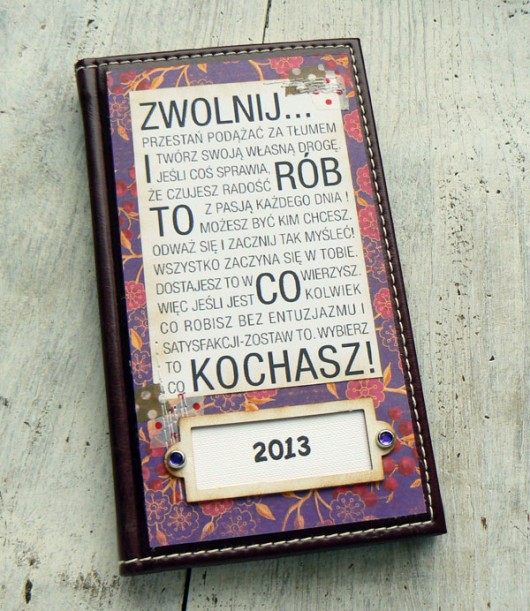 ZWOLNIJ...
PRZESTAŃ PODĄŻAĆ ZA TŁUMEM
I TWÓRZ SWOJĄ WŁASNĄ DROGĘ.
JEŚLI COŚ SPRAWIA, RÓB
ŻE CZUJESZ RADOŚĆ
TO Z PASJĄ KAŻDEGO DNIA !
MOŻESZ BYĆ KIM CHCESZ.
ODWAŻ SIĘ I ZACZNIJ TAK MYŚLEĆ!
WSZYSTKO ZACZYNA SIĘ W TOBIE.
DOSTAJESZ TO W CO WIERZYSZ.
WIĘC JEŚLI JEST KOLWIEK
CO ROBISZ BEZ ENTUZJAZMU I
SATYSFAKCJI-ZOSTAW TO. WYBIERZ
TO
CO KOCHASZ!
2013